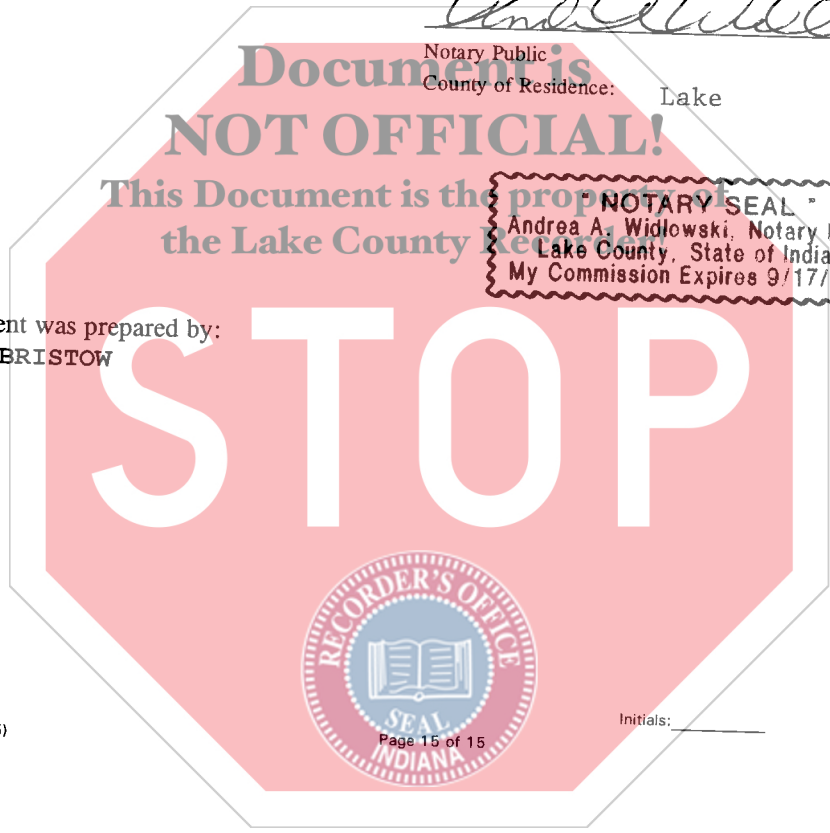 Notary Public
County of Residence: Lake
Document is
NOT OFFICIAL!
This Document is the property of
the Lake County Recorder!
" NOTARY SEAL "
Andrea A. Widlowski, Notary
Lake County, State of India
My Commission Expires 9/17/
ent was prepared by:
BRISTOW
STOP
RECORDER'S OFFICE
SEAL
INDIANA
Initials:
Page 15 of 15